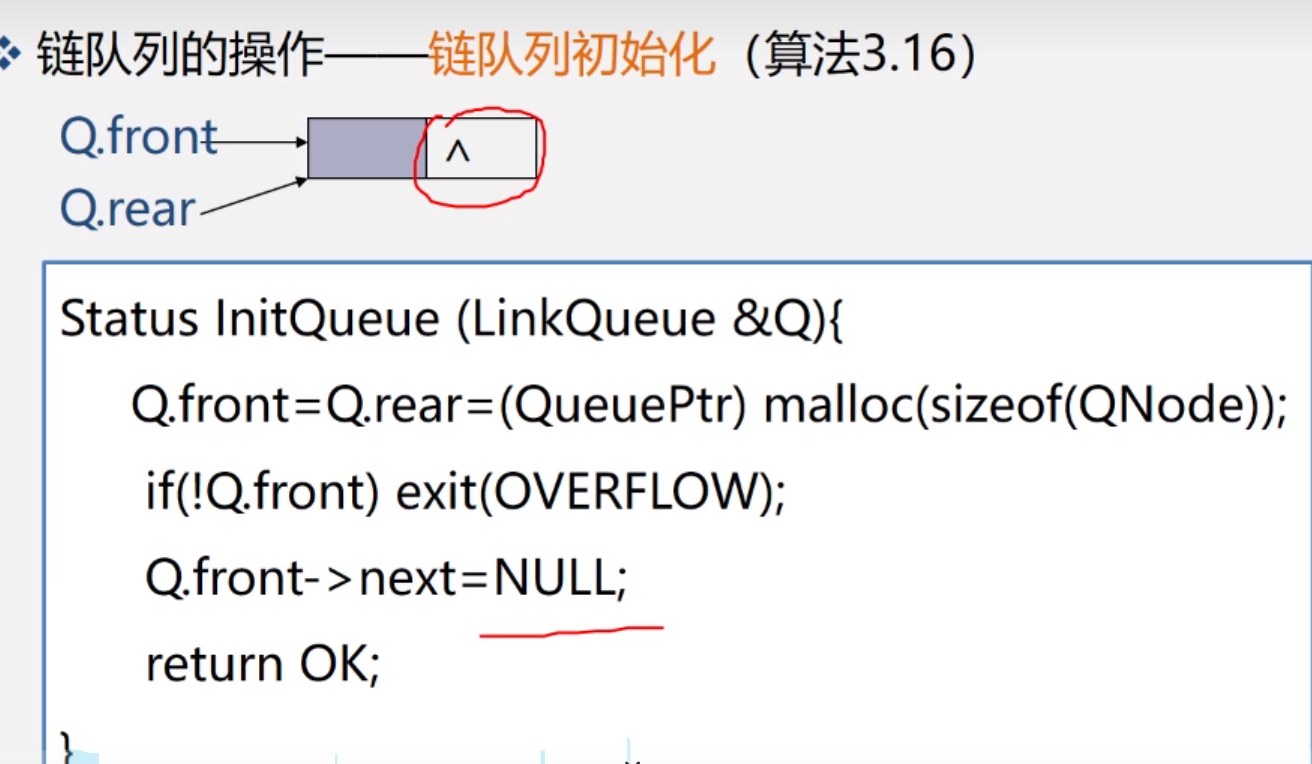 链队列的操作——链队列初始化（算法3.16）
Q.front
^
Q.rear
Status InitQueue (LinkQueue &Q){
Q.front=Q.rear=(QueuePtr) malloc(sizeof(QNode));
if(!Q.front) exit(OVERFLOW);
Q.front->next=NULL;
return OK;
}